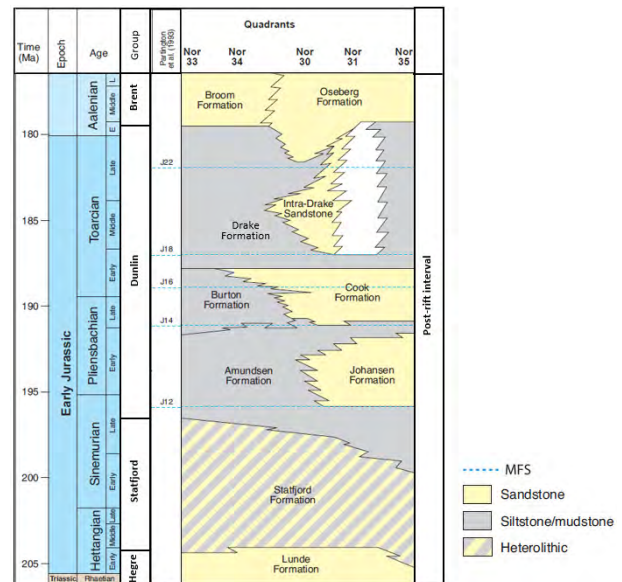 Quadrants
Time
(Ma)
Epoch
Age
Group
Partington
et al. (1993)
Nor
33
Nor
34
Nor
30
Nor
31
Nor
35
180
185
190
195
200
205
Early Jurassic
Triassic
Aalenian
Toarcian
Pliensbachian
Sinemurian
Hettangian
Rhaetian
L
Middle
E
Late
Middle
Early
Late
Early
Late
Early
Late
Middle
Early
Brent
Dunlin
Statfjord
Hegre
J22
J18
J16
J14
J12
Broom
Formation
Oseberg
Formation
Intra-Drake
Sandstone
Drake
Formation
Burton
Formation
Cook
Formation
Amundsen
Formation
Johansen
Formation
Statfjord
Formation
Lunde
Formation
Post-rift interval
MFS
Sandstone
Siltstone/mudstone
Heterolithic